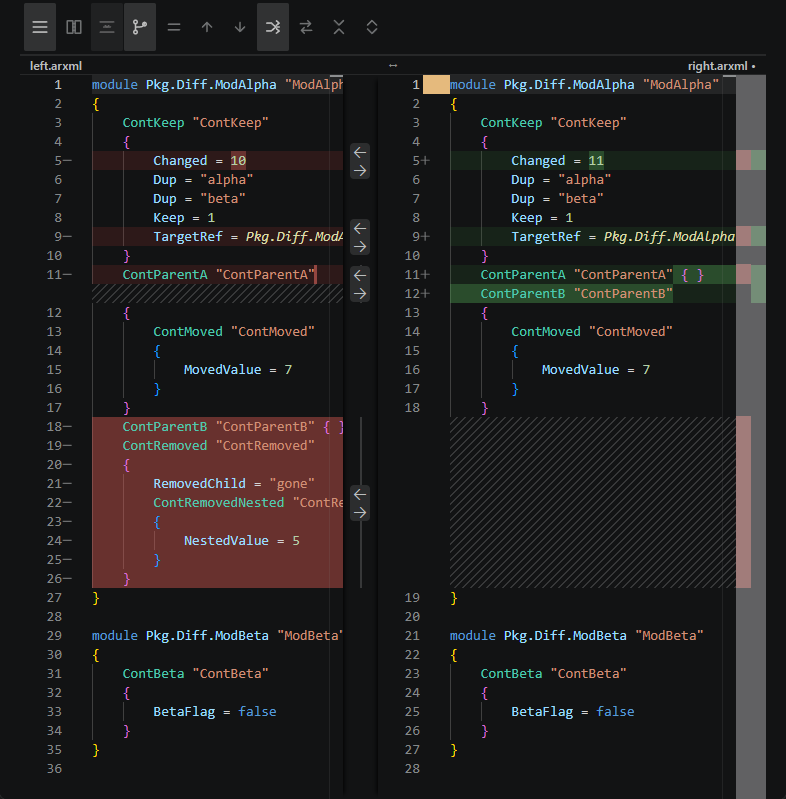 left.arxml
↔
right.arxml •
1 module Pkg.Diff.ModAlpha "ModAlph
2 {
3 ContKeep "ContKeep"
4 {
5− Changed = 10
6 Dup = "alpha"
7 Dup = "beta"
8 Keep = 1
9− TargetRef = Pkg.Diff.ModA
10 }
11− ContParentA "ContParentA"
12 {
13 ContMoved "ContMoved"
14 {
15 MovedValue = 7
16 }
17 }
18− ContParentB "ContParentB" { }
19− ContRemoved "ContRemoved"
20− {
21− RemovedChild = "gone"
22− ContRemovedNested "ContRe
23− {
24− NestedValue = 5
25− }
26− }
27 }
28
29 module Pkg.Diff.ModBeta "ModBeta"
30 {
31 ContBeta "ContBeta"
32 {
33 BetaFlag = false
34 }
35 }
36
1 module Pkg.Diff.ModAlpha "ModAlpha"
2 {
3 ContKeep "ContKeep"
4 {
5+ Changed = 11
6 Dup = "alpha"
7 Dup = "beta"
8 Keep = 1
9+ TargetRef = Pkg.Diff.ModAlpha
10 }
11+ ContParentA "ContParentA" { }
12+ ContParentB "ContParentB"
13 {
14 ContMoved "ContMoved"
15 {
16 MovedValue = 7
17 }
18 }
19 }
20
21 module Pkg.Diff.ModBeta "ModBeta"
22 {
23 ContBeta "ContBeta"
24 {
25 BetaFlag = false
26 }
27 }
28